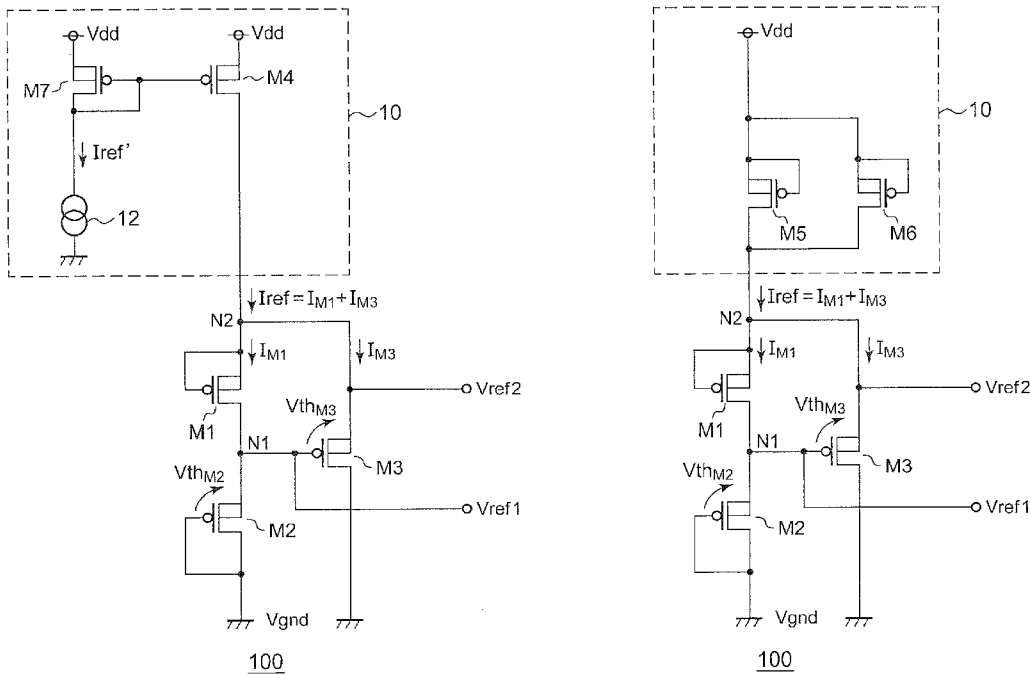 Vdd
Vdd
M7
M4
10
Iref'
12
Iref = IM1 + IM3
N2
IM1
IM3
Vref2
M1
VthM3
N1
M3
VthM2
M2
Vref1
Vgnd
100
Vdd
10
M5
M6
Iref = IM1 + IM3
N2
IM1
IM3
Vref2
M1
VthM3
N1
M3
VthM2
M2
Vref1
Vgnd
100